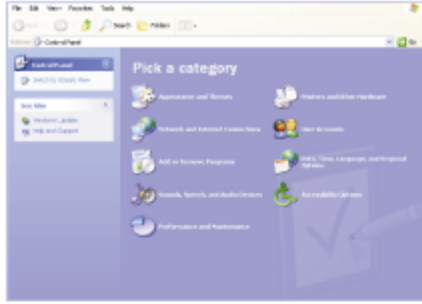 File Edit View Favorites Tools Help
Search Folders
Address Control Panel Go
Control Panel
Switch to Classic View
See Also
Windows Update
Help and Support
Pick a category
Appearance and Themes
Printers and Other Hardware
Network and Internet Connections
User Accounts
Add or Remove Programs
Date, Time, Language, and Regional
Options
Sounds, Speech, and Audio Devices
Accessibility Options
Performance and Maintenance